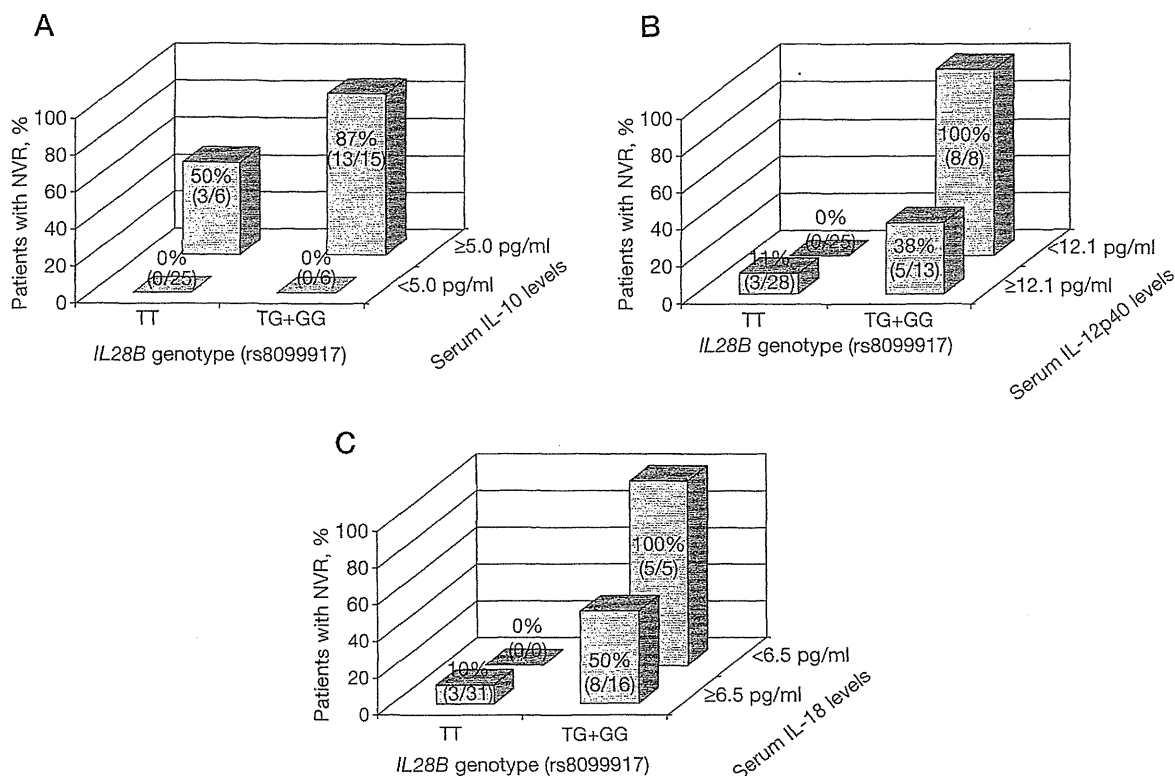 A
Patients with NVR, %
100
80
60
40
20
0
50%
(3/6)
87%
(13/15)
0%
(0/25)
0%
(0/6)
≥5.0 pg/ml
<5.0 pg/ml
Serum IL-10 levels
TT
TG+GG
IL28B genotype (rs8099917)
B
Patients with NVR, %
100
80
60
40
20
0
0%
(0/25)
100%
(8/8)
11%
(3/28)
38%
(5/13)
<12.1 pg/ml
≥12.1 pg/ml
Serum IL-12p40 levels
TT
TG+GG
IL28B genotype (rs8099917)
C
Patients with NVR, %
100
80
60
40
20
0
0%
(0/0)
100%
(5/5)
10%
(3/31)
50%
(8/16)
<6.5 pg/ml
≥6.5 pg/ml
Serum IL-18 levels
TT
TG+GG
IL28B genotype (rs8099917)